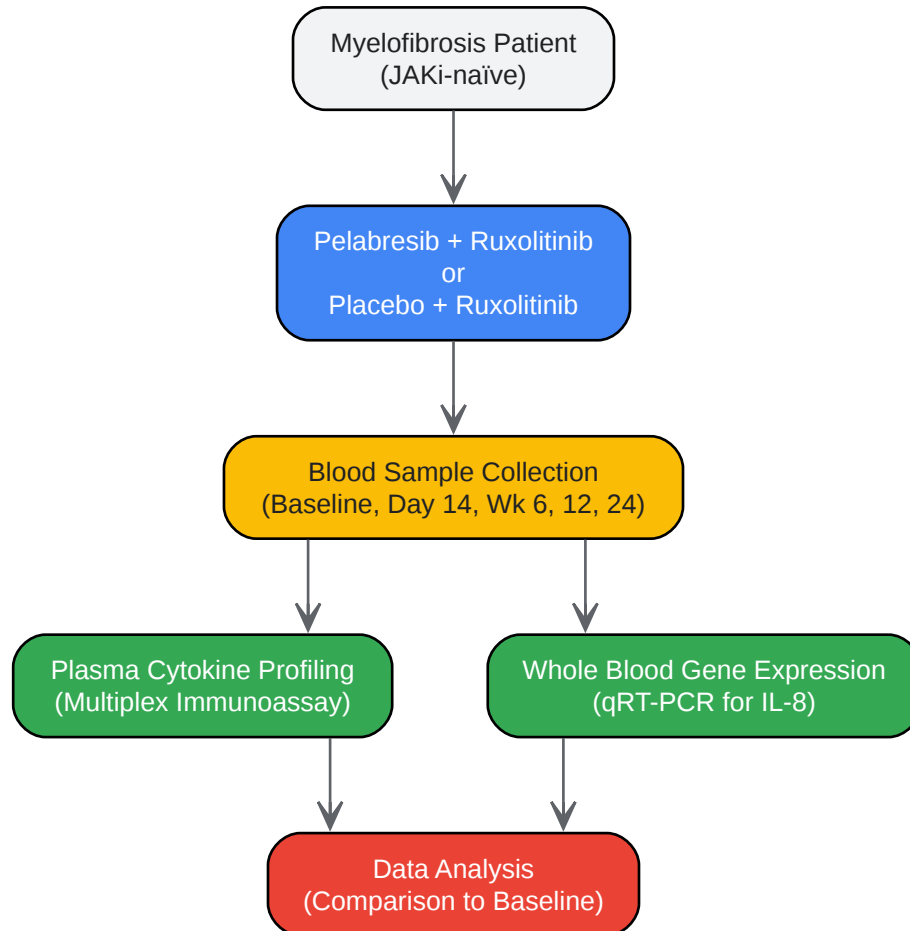 Myelofibrosis Patient
(JAKi-naïve)
Pelabresib + Ruxolitinib
or
Placebo + Ruxolitinib
Blood Sample Collection
(Baseline, Day 14, Wk 6, 12, 24)
Plasma Cytokine Profiling
(Multiplex Immunoassay)
Whole Blood Gene Expression
(qRT-PCR for IL-8)
Data Analysis
(Comparison to Baseline)